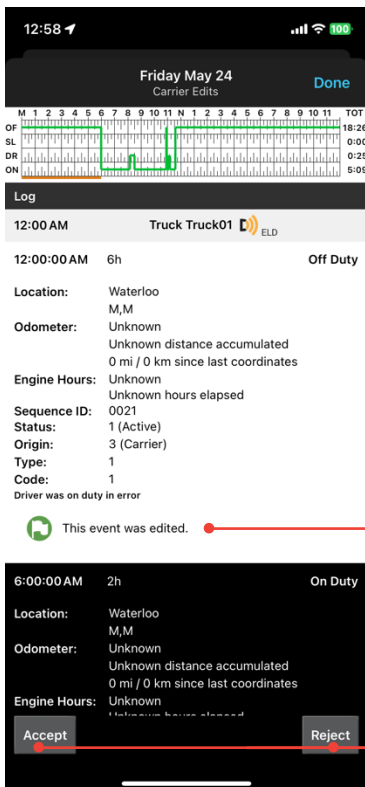 12:58
100
Friday May 24
Carrier Edits
Done
M 1 2 3 4 5 6 7 8 9 10 11 N 1 2 3 4 5 6 7 8 9 10 11 TOT
OF 18:26
SL 0:00
DR 0:25
ON 5:09
Log
12:00 AM Truck Truck01 D ELD
12:00:00 AM 6h Off Duty
Location: Waterloo
M,M
Odometer: Unknown
Unknown distance accumulated
0 mi / 0 km since last coordinates
Engine Hours: Unknown
Unknown hours elapsed
Sequence ID: 0021
Status: 1 (Active)
Origin: 3 (Carrier)
Type: 1
Code: 1
Driver was on duty in error
This event was edited.
6:00:00 AM 2h On Duty
Location: Waterloo
M,M
Odometer: Unknown
Unknown distance accumulated
0 mi / 0 km since last coordinates
Engine Hours: Unknown
Unknown hours elapsed
Accept Reject